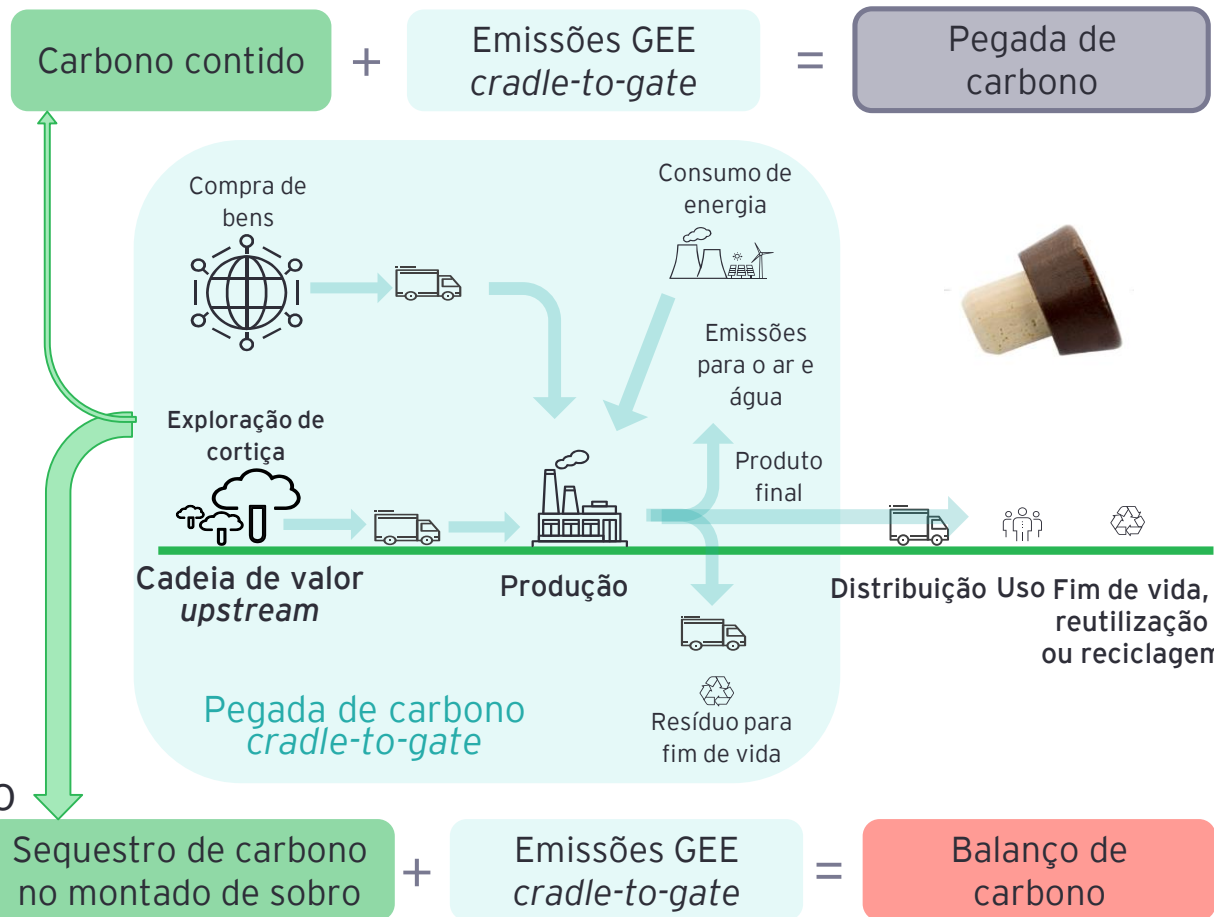 Carbono contido
+
Emissões GEE
cradle-to-gate
=
Pegada de
carbono
Compra de
bens
Consumo de
energia
Emissões
para o ar e
água
Exploração de
cortiça
Produto
final
Cadeia de valor
upstream
Produção
Distribuição
Uso
Fim de vida,
reutilização
ou reciclagem
Pegada de carbono
cradle-to-gate
Resíduo para
fim de vida
Sequestro de carbono
no montado de sobro
+
Emissões GEE
cradle-to-gate
=
Balanço de
carbono